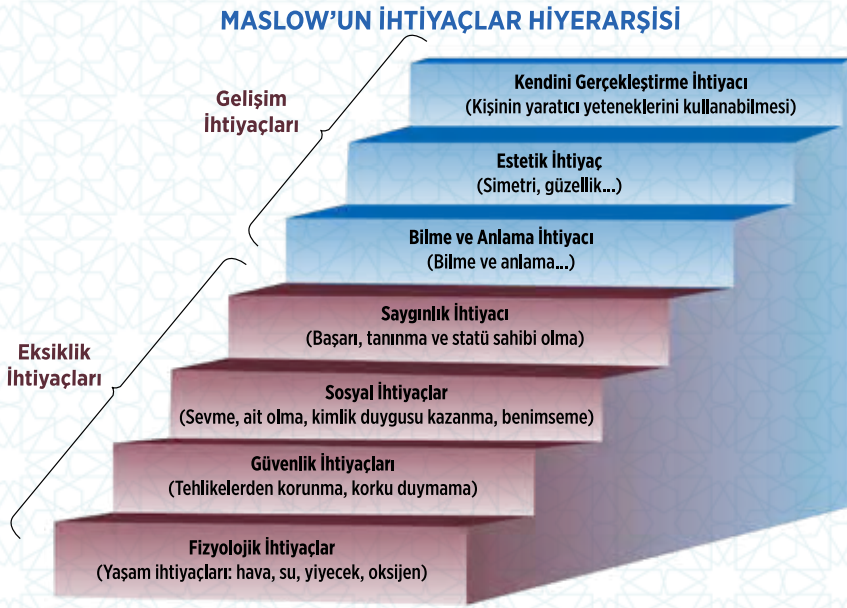 MASLOW’UN İHTİYAÇLAR HİYERARŞİSİ
Gelişim
İhtiyaçları
Kendini Gerçekleştirme İhtiyacı
(Kişinin yaratıcı yeteneklerini kullanabilmesi)
Estetik İhtiyaç
(Simetri, güzellik...)
Bilme ve Anlama İhtiyacı
(Bilme ve anlama...)
Eksiklik
İhtiyaçları
Saygınlık İhtiyacı
(Başarı, tanınma ve statü sahibi olma)
Sosyal İhtiyaçlar
(Sevme, ait olma, kimlik duygusu kazanma, benimseme)
Güvenlik İhtiyaçları
(Tehlikelerden korunma, korku duymama)
Fizyolojik İhtiyaçlar
(Yaşam ihtiyaçları: hava, su, yiyecek, oksijen)